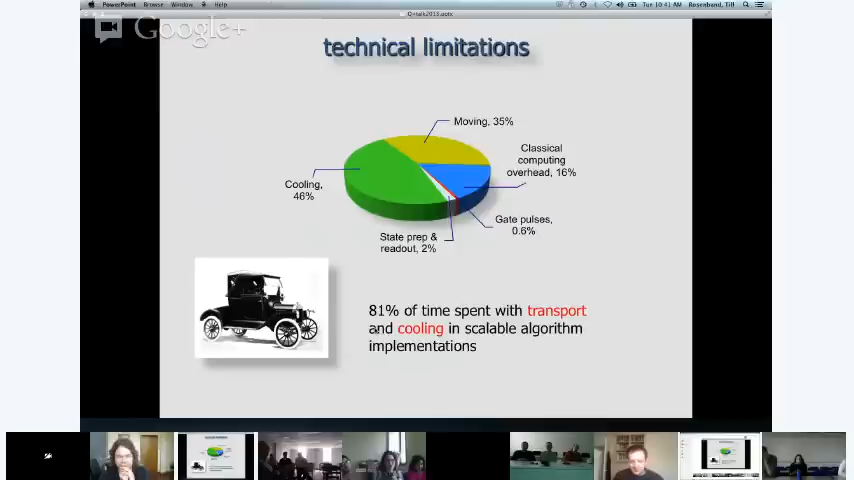 PowerPoint Browse Window Help
Tue 10:41 AM Rosenband, Till
Q+talk2013.pptx
Google+
technical limitations
Moving, 35%
Classical
computing
overhead, 16%
Cooling,
46%
Gate pulses,
0.6%
State prep &
readout, 2%
81% of time spent with transport
and cooling in scalable algorithm
implementations